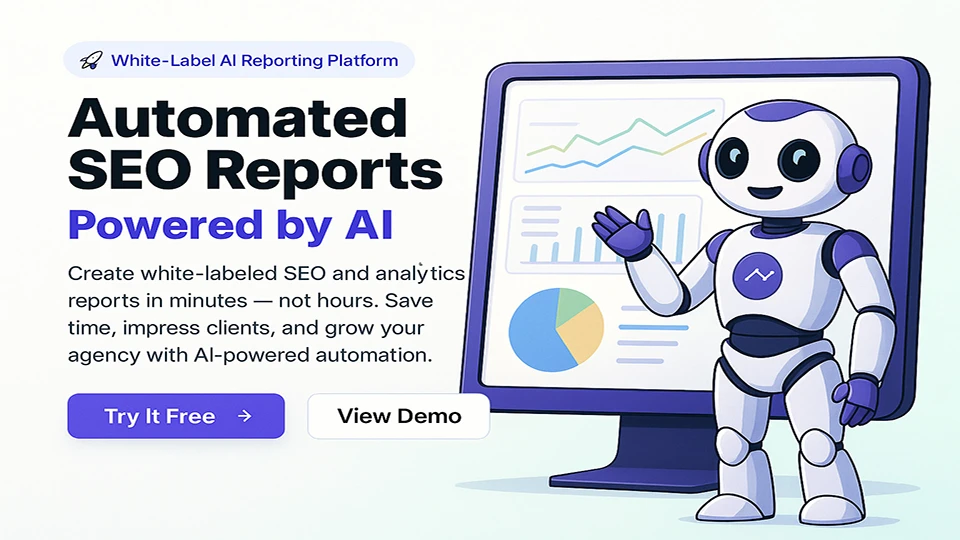 White-Label AI Reporting Platform
Automated
SEO Reports
Powered by AI
Create white-labeled SEO and analytics
reports in minutes — not hours. Save
time, impress clients, and grow your
agency with AI-powered automation.
Try It Free →
View Demo